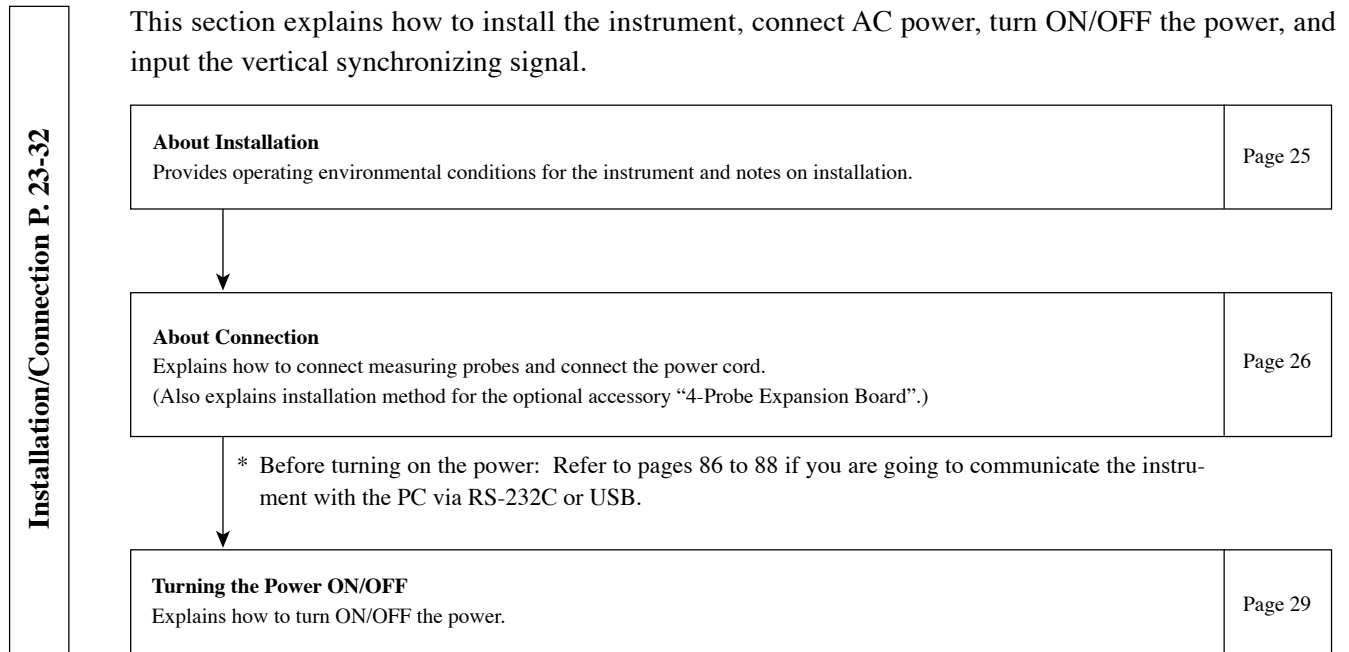 Installation/Connection P. 23-32
This section explains how to install the instrument, connect AC power, turn ON/OFF the power, and
input the vertical synchronizing signal.
About Installation
Provides operating environmental conditions for the instrument and notes on installation.
Page 25
About Connection
Explains how to connect measuring probes and connect the power cord.
(Also explains installation method for the optional accessory “4-Probe Expansion Board”.)
Page 26
* Before turning on the power: Refer to pages 86 to 88 if you are going to communicate the instru-
ment with the PC via RS-232C or USB.
Turning the Power ON/OFF
Explains how to turn ON/OFF the power.
Page 29